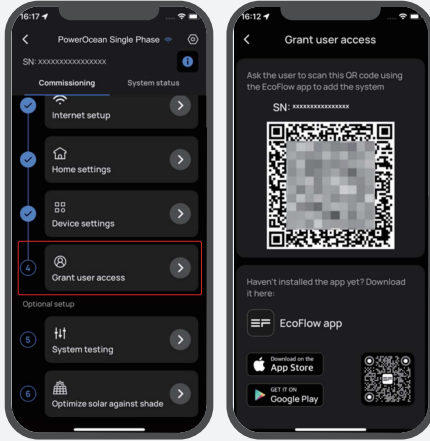 16:17
PowerOcean Single Phase
SN: xxxxxxxxxxxxxxxx
Commissioning
System status
Internet setup
Home settings
Device settings
4
Grant user access
Optional setup
5
System testing
6
Optimize solar against shade
16:12
Grant user access
Ask the user to scan this QR code using
the EcoFlow app to add the system
SN: xxxxxxxxxxxxxxxx
Haven't installed the app yet? Download
it here:
EcoFlow app
Download on the
App Store
GET IT ON
Google Play